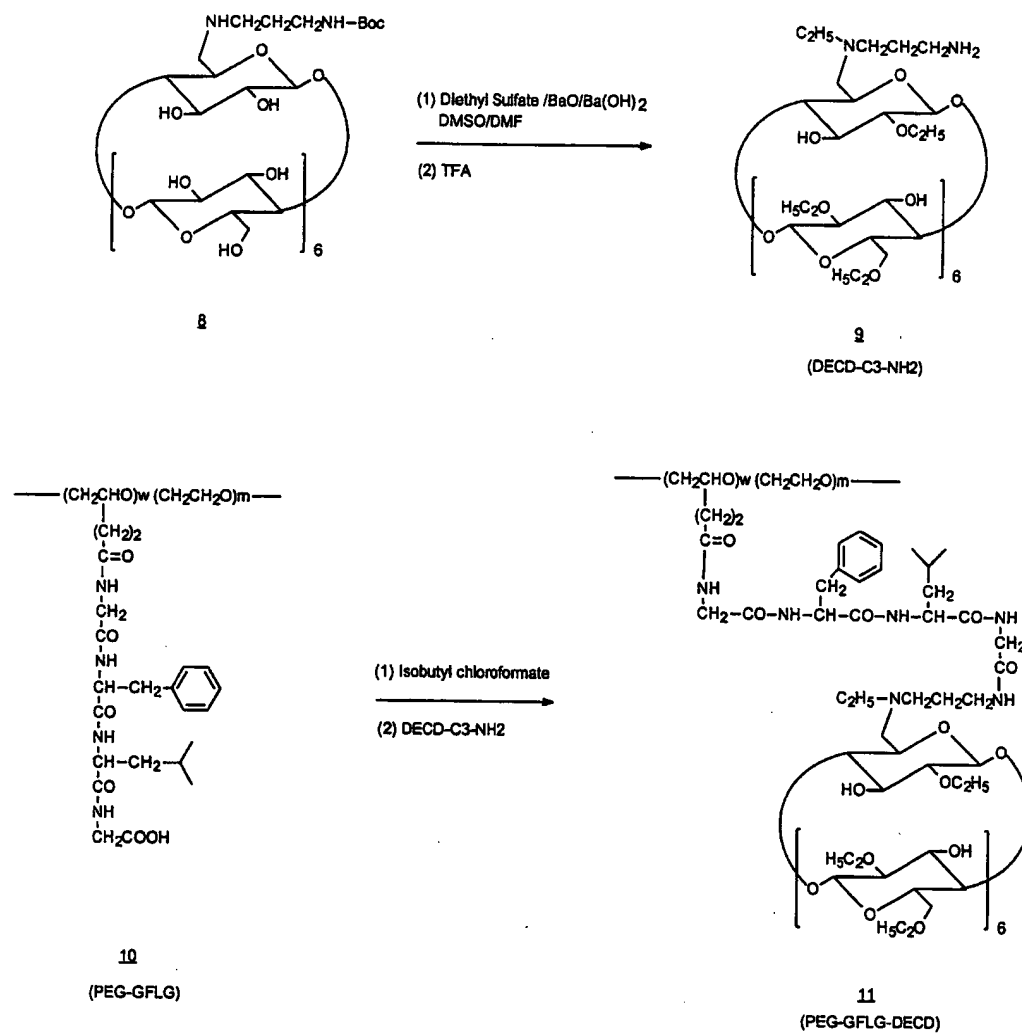 NHCH2CH2CH2NH-Boc
O
O
HO
OH
HO
OH
O
O
HO
6
8
(1) Diethyl Sulfate /BaO/Ba(OH)2
DMSO/DMF
(2) TFA
C2H5
NCH2CH2CH2NH2
O
O
HO
OC2H5
H5C2O
OH
O
O
H5C2O
6
9
(DECD-C3-NH2)
(CH2CHO)w (CH2CH2O)m
(CH2)2
C=O
NH
CH2
CO
NH
CH-CH2
CO
NH
CH
CO
NH
CH2COOH
10
(PEG-GFLG)
(1) Isobutyl chloroformate
(2) DECD-C3-NH2
(CH2CHO)w (CH2CH2O)m
(CH2)2
C=O
NH
CH2
CH2-CO-NH-CH-CO-NH-CH-CO-NH
CH2
CO
C2H5-NCH2CH2CH2NH
O
O
HO
OC2H5
H5C2O
OH
O
O
H5C2O
6
11
(PEG-GFLG-DECD)